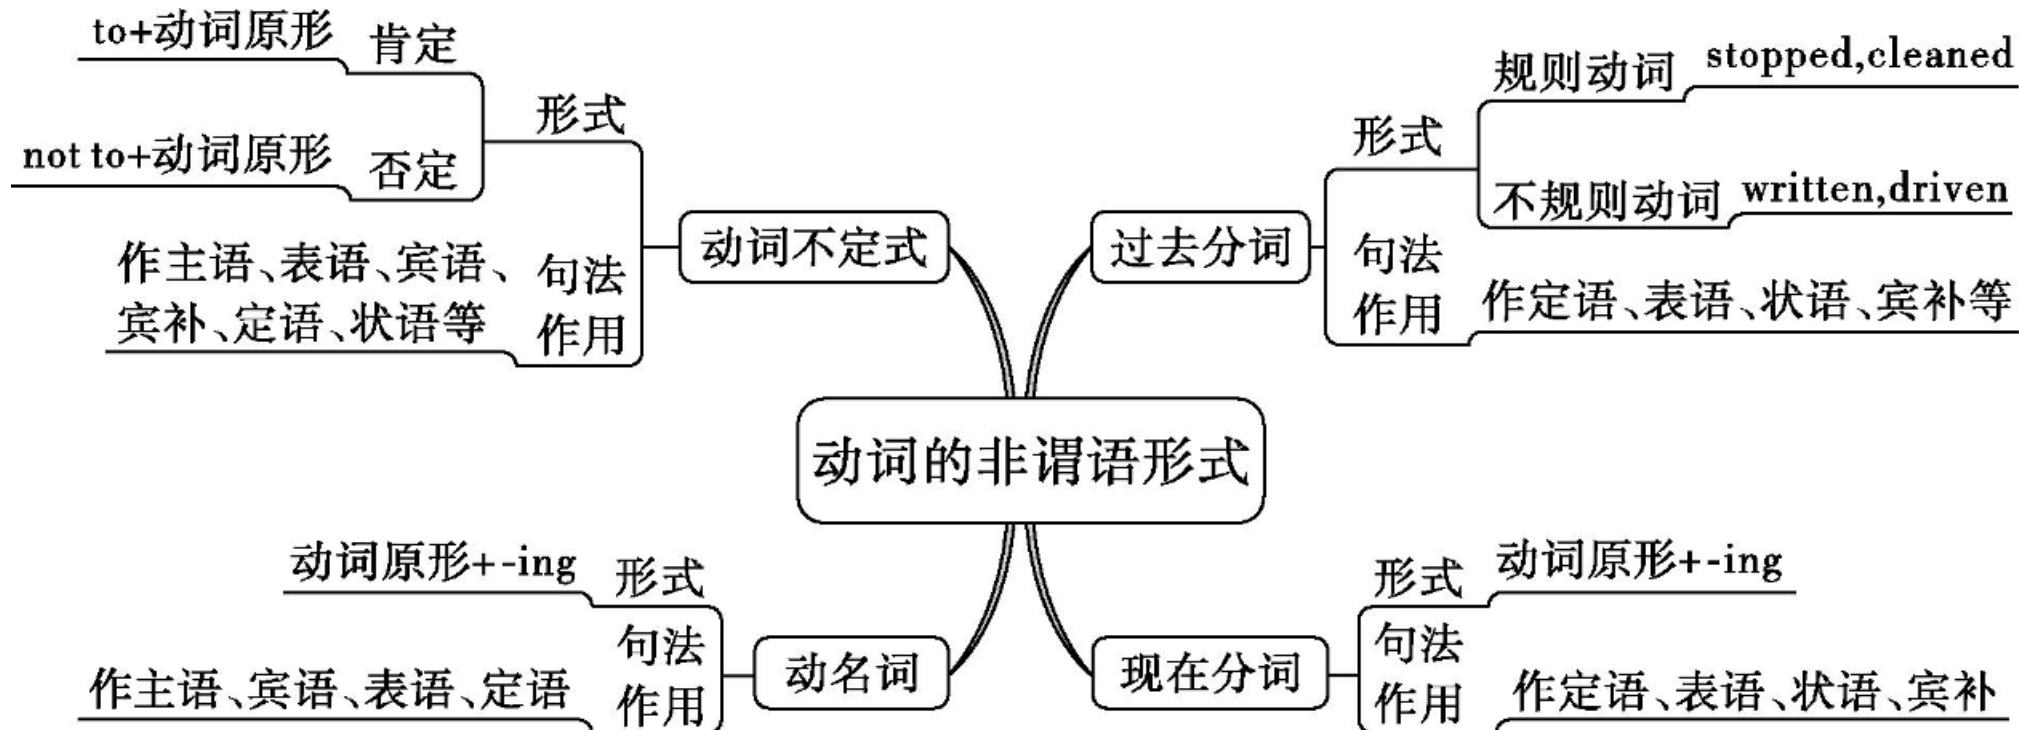 动词的非谓语形式
动词不定式
形式
肯定
to+动词原形
否定
not to+动词原形
句法
作用
作主语、表语、宾语、
宾补、定语、状语等
过去分词
形式
规则动词
stopped,cleaned
不规则动词
written,driven
句法
作用
作定语、表语、状语、宾补等
动名词
形式
动词原形+-ing
句法
作用
作主语、宾语、表语、定语
现在分词
形式
动词原形+-ing
句法
作用
作定语、表语、状语、宾补